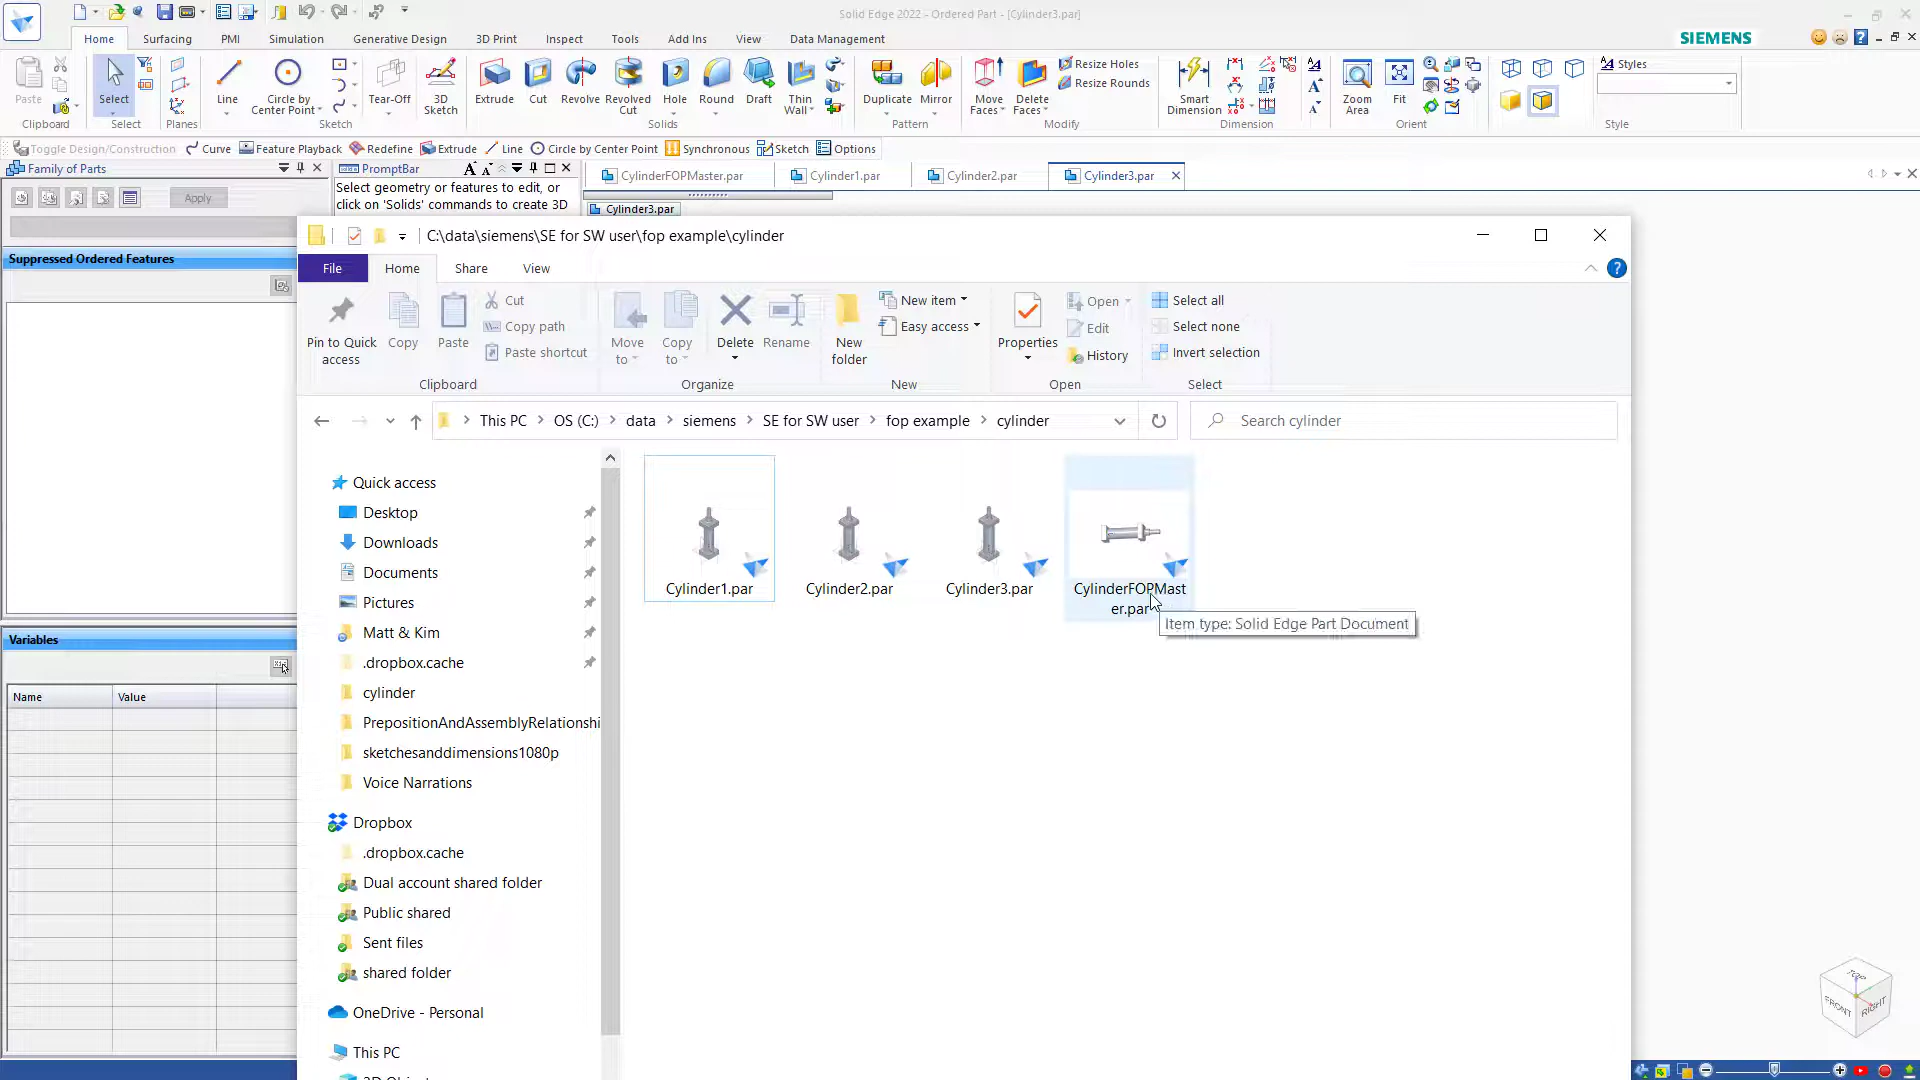 Solid Edge 2022 - Ordered Part - [Cylinder3.par]
Home
Surfacing
PMI
Simulation
Generative Design
3D Print
Inspect
Tools
Add Ins
View
Data Management
SIEMENS
Paste
Select
Line
Circle by
Center Point
Tear-Off
3D
Sketch
Extrude
Cut
Revolve
Revolved
Cut
Hole
Round
Draft
Thin
Wall
Duplicate
Mirror
Move
Faces
Delete
Faces
Resize Holes
Resize Rounds
Smart
Dimension
Zoom
Area
Fit
Styles
Clipboard
Select
Planes
Sketch
Solids
Pattern
Modify
Dimension
Orient
Style
Toggle Design/Construction
Curve
Feature Playback
Redefine
Extrude
Line
Circle by Center Point
Synchronous
Sketch
Options
Family of Parts
PromptBar
Select geometry or features to edit, or
click on 'Solids' commands to create 3D
CylinderFOPMaster.par
Cylinder1.par
Cylinder2.par
Cylinder3.par
Apply
Cylinder3.par
Suppressed Ordered Features
Variables
Name
Value
C:\data\siemens\SE for SW user\fop example\cylinder
File
Home
Share
View
Pin to Quick
access
Copy
Paste
Cut
Copy path
Paste shortcut
Move
to
Copy
to
Delete
Rename
New
folder
New item
Easy access
Properties
Open
Edit
History
Select all
Select none
Invert selection
Clipboard
Organize
New
Open
Select
This PC
OS (C:)
data
siemens
SE for SW user
fop example
cylinder
Search cylinder
Quick access
Desktop
Downloads
Documents
Pictures
Matt & Kim
.dropbox.cache
cylinder
PrepositionAndAssemblyRelationshi
sketchesanddimensions1080p
Voice Narrations
Dropbox
.dropbox.cache
Dual account shared folder
Public shared
Sent files
shared folder
OneDrive - Personal
This PC
Cylinder1.par
Cylinder2.par
Cylinder3.par
CylinderFOPMast
er.par
Item type: Solid Edge Part Document
TOP
FRONT
RIGHT